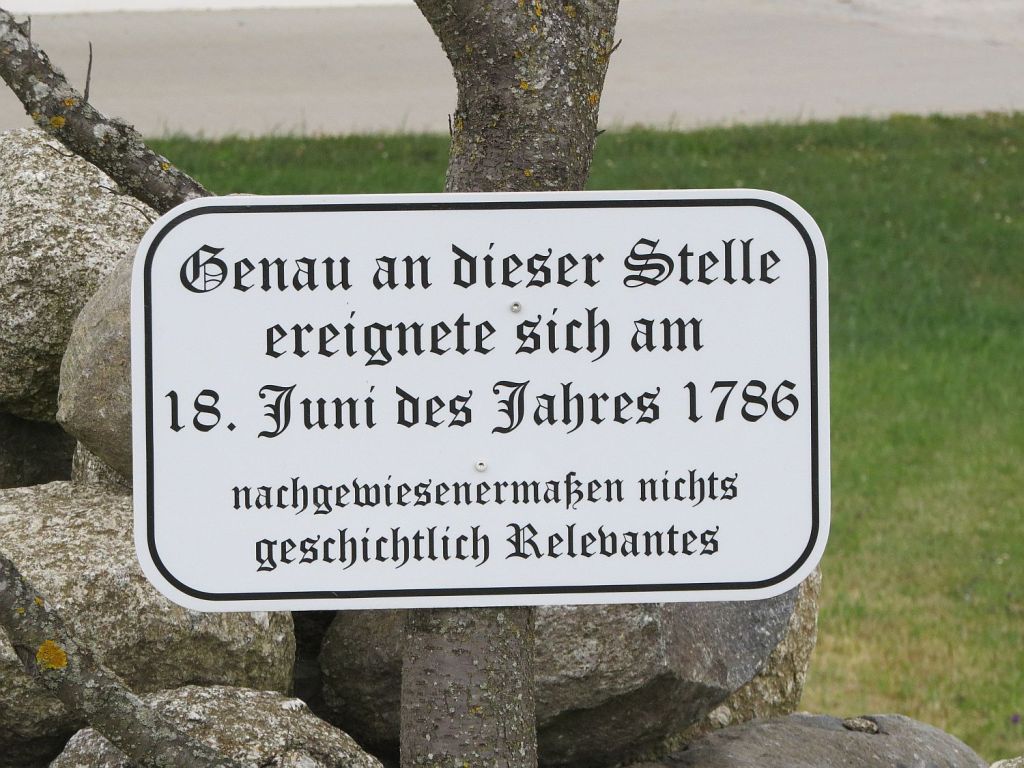 Genau an dieser Stelle
ereignete sich am
18. Juni des Jahres 1786
nachgewiesenermaßen nichts
geschichtlich Relevantes